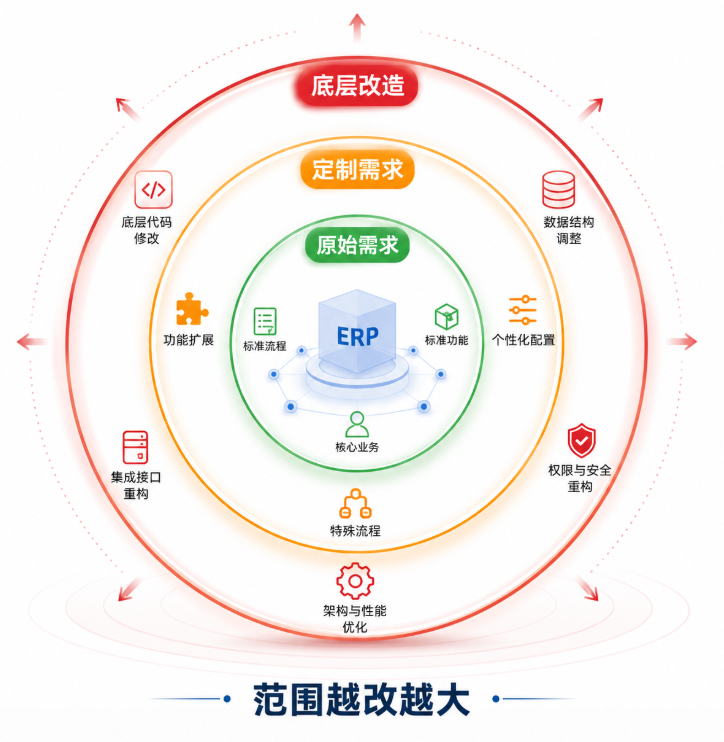 底层改造
定制需求
底层代码
修改
数据结构
调整
原始需求
功能扩展
标准流程
ERP
标准功能
个性化配置
核心业务
集成接口
重构
权限与安全
重构
特殊流程
架构与性能
优化
范围越改越大